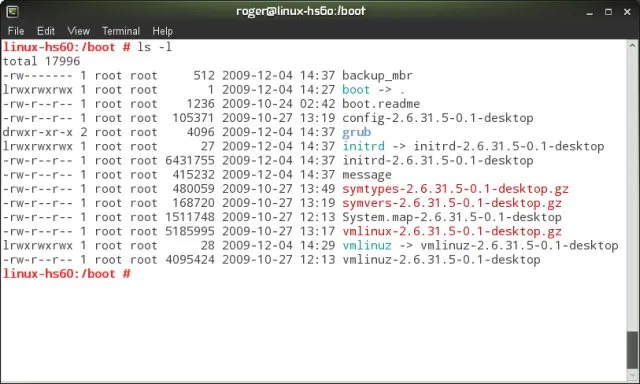 roger@linux-hs6o:/boot
File Edit View Terminal Help
linux-hs60:/boot # ls -l
total 17996
-rw------- 1 root root     512 2009-12-04 14:37 backup_mbr
lrwxrwxrwx 1 root root       1 2009-12-04 14:27 boot -> .
-rw-r--r-- 1 root root    1236 2009-10-24 02:42 boot.readme
-rw-r--r-- 1 root root  105371 2009-10-27 13:19 config-2.6.31.5-0.1-desktop
drwxr-xr-x 2 root root    4096 2009-12-04 14:37 grub
lrwxrwxrwx 1 root root      27 2009-12-04 14:37 initrd -> initrd-2.6.31.5-0.1-desktop
-rw-r--r-- 1 root root 6431755 2009-12-04 14:37 initrd-2.6.31.5-0.1-desktop
-rw-r--r-- 1 root root  415232 2009-12-04 14:37 message
-rw-r--r-- 1 root root  480059 2009-10-27 13:49 symtypes-2.6.31.5-0.1-desktop.gz
-rw-r--r-- 1 root root  168720 2009-10-27 13:19 symvers-2.6.31.5-0.1-desktop.gz
-rw-r--r-- 1 root root 1511748 2009-10-27 12:13 System.map-2.6.31.5-0.1-desktop
-rw-r--r-- 1 root root 5185995 2009-10-27 13:17 vmlinux-2.6.31.5-0.1-desktop.gz
lrwxrwxrwx 1 root root      28 2009-12-04 14:29 vmlinuz -> vmlinuz-2.6.31.5-0.1-desktop
-rw-r--r-- 1 root root 4095424 2009-10-27 12:13 vmlinuz-2.6.31.5-0.1-desktop
linux-hs60:/boot #